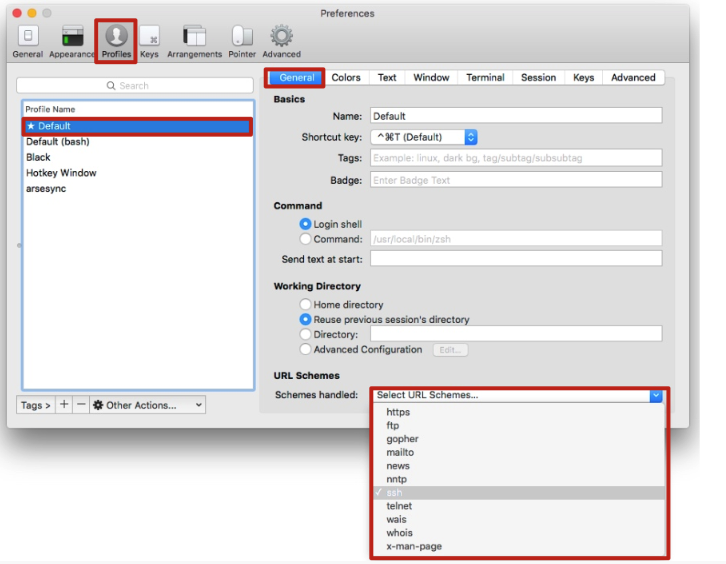 Preferences
General Appearance Profiles Keys Arrangements Pointer Advanced
Search
Profile Name
★ Default
Default (bash)
Black
Hotkey Window
arsesync
Tags > + − Other Actions...
General Colors Text Window Terminal Session Keys Advanced
Basics
Name: Default
Shortcut key: ^⌘T (Default)
Tags: Example: linux, dark bg, tag/subtag/subsubtag
Badge: Enter Badge Text
Command
Login shell
Command: /usr/local/bin/zsh
Send text at start:
Working Directory
Home directory
Reuse previous session's directory
Directory:
Advanced Configuration Edit...
URL Schemes
Schemes handled: Select URL Schemes...
https
ftp
gopher
mailto
news
nntp
✓ ssh
telnet
wais
whois
x-man-page